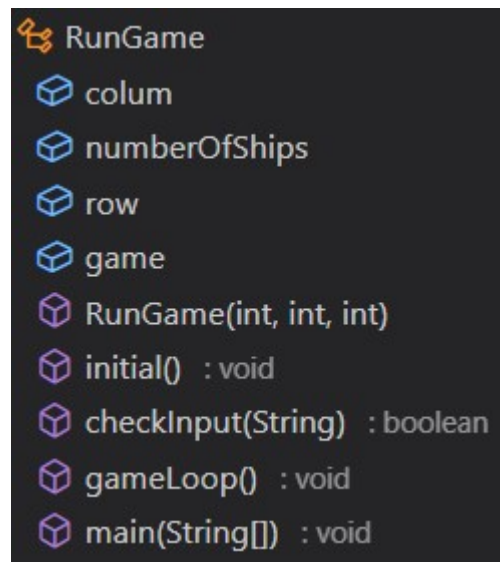 RunGame
colum
numberOfShips
row
game
RunGame(int, int, int)
initial() : void
checkInput(String) : boolean
gameLoop() : void
main(String[]) : void